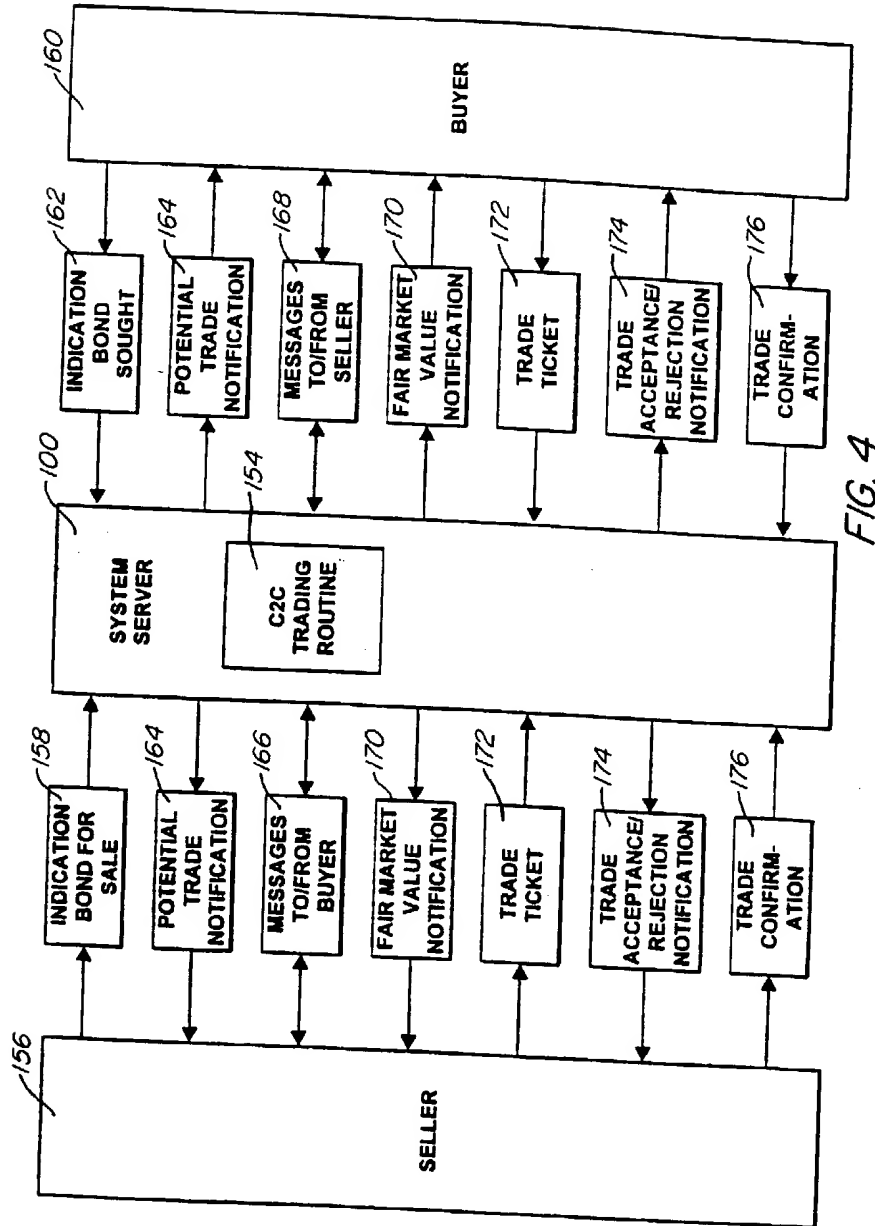 156
SELLER
158
INDICATION
BOND FOR
SALE
164
POTENTIAL
TRADE
NOTIFICATION
166
MESSAGES
TO/FROM
BUYER
170
FAIR MARKET
VALUE
NOTIFICATION
172
TRADE
TICKET
174
TRADE
ACCEPTANCE/
REJECTION
NOTIFICATION
176
TRADE
CONFIRM-
ATION
100
SYSTEM
SERVER
154
C2C
TRADING
ROUTINE
162
INDICATION
BOND
SOUGHT
164
POTENTIAL
TRADE
NOTIFICATION
168
MESSAGES
TO/FROM
SELLER
170
FAIR MARKET
VALUE
NOTIFICATION
172
TRADE
TICKET
174
TRADE
ACCEPTANCE/
REJECTION
NOTIFICATION
176
TRADE
CONFIRM-
ATION
160
BUYER
FIG. 4